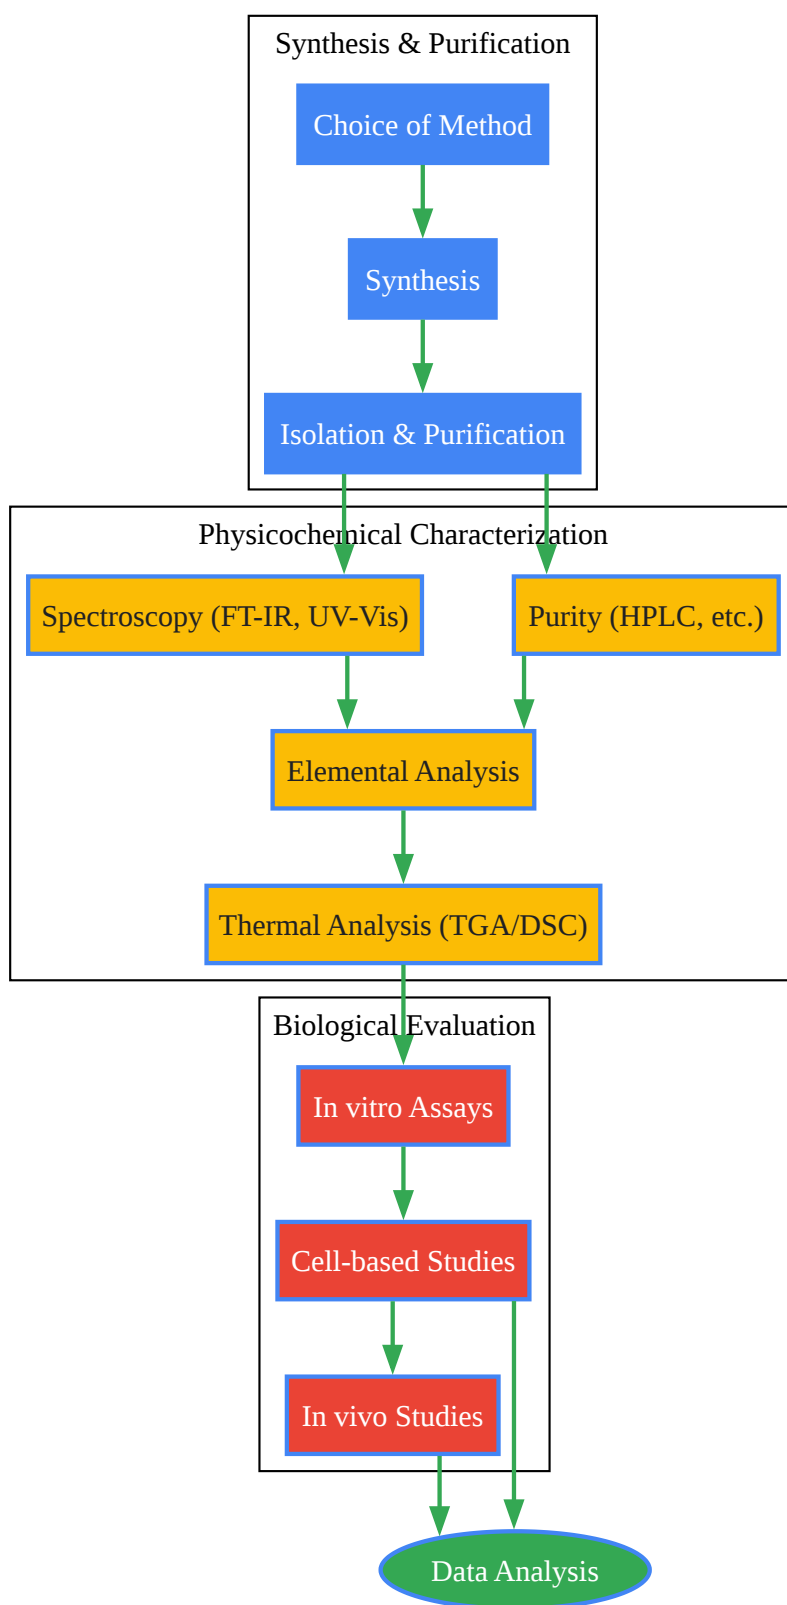 Synthesis & Purification
Choice of Method
Synthesis
Isolation & Purification
Physicochemical Characterization
Spectroscopy (FT-IR, UV-Vis)
Purity (HPLC, etc.)
Elemental Analysis
Thermal Analysis (TGA/DSC)
Biological Evaluation
In vitro Assays
Cell-based Studies
In vivo Studies
Data Analysis